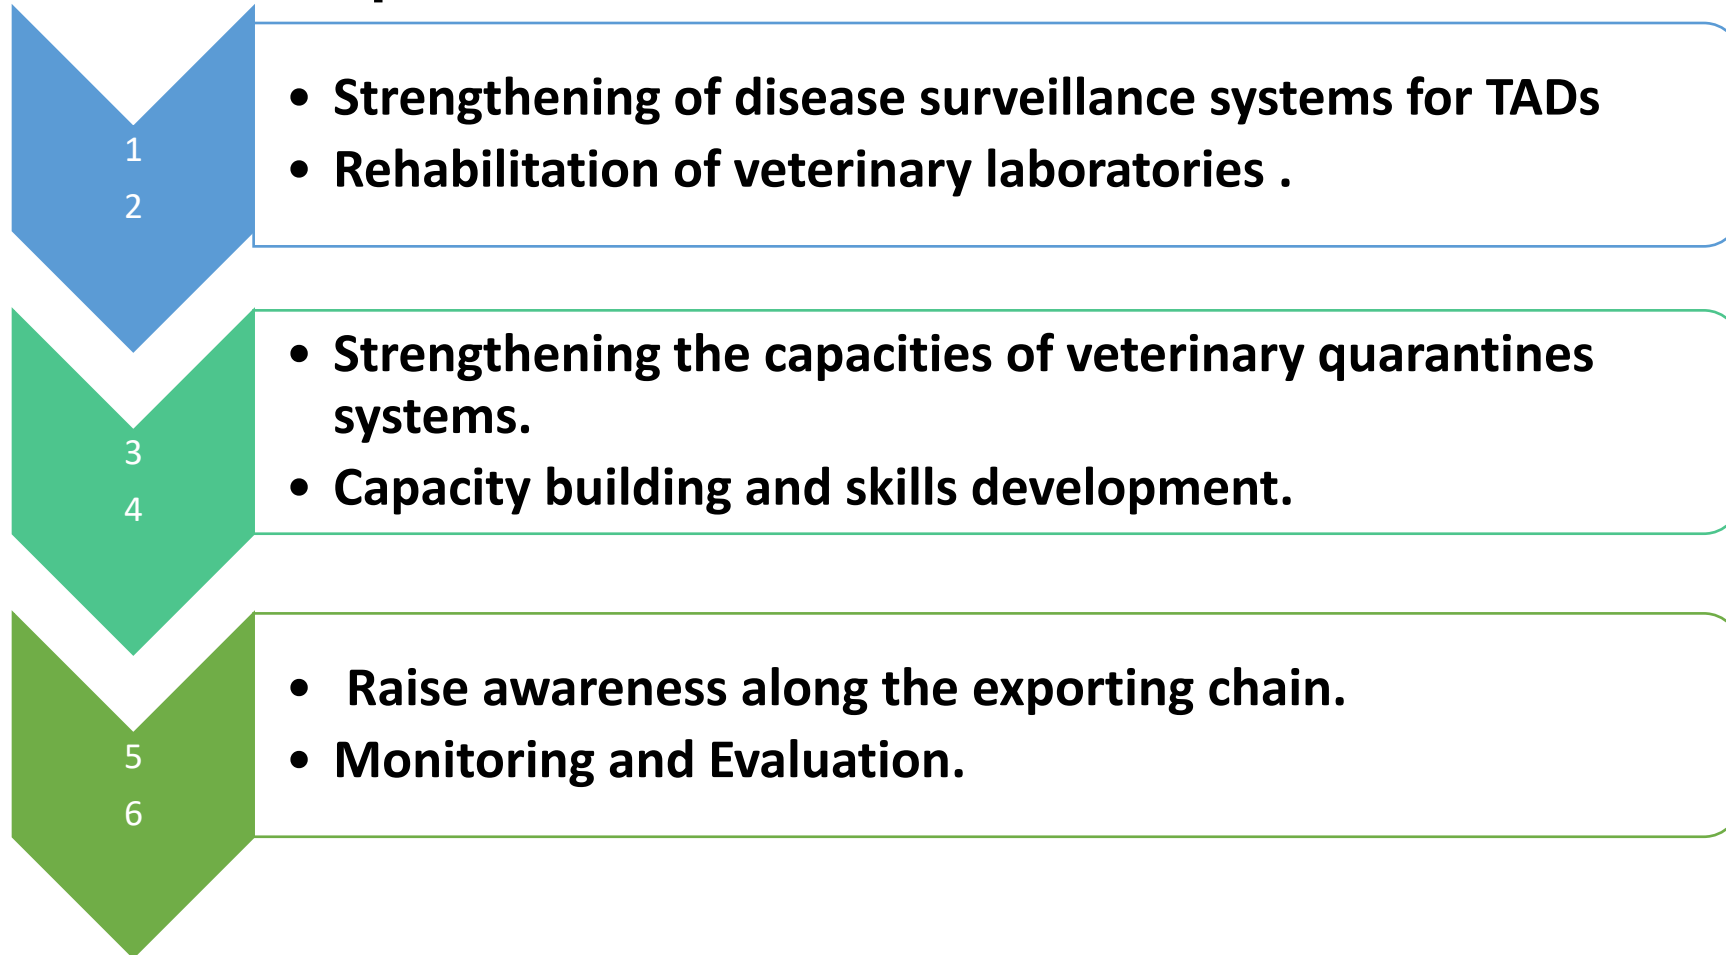 1
2
• Strengthening of disease surveillance systems for TADs
• Rehabilitation of veterinary laboratories .
3
4
• Strengthening the capacities of veterinary quarantines
systems.
• Capacity building and skills development.
5
6
• Raise awareness along the exporting chain.
• Monitoring and Evaluation.